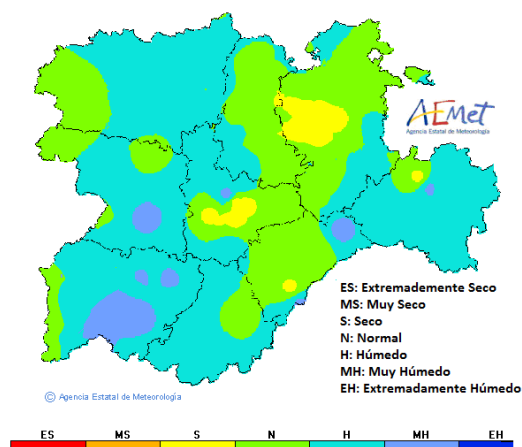 AEMet
Agencia Estatal de Meteorología
ES: Extremademente Seco
MS: Muy Seco
S: Seco
N: Normal
H: Húmedo
MH: Muy Húmedo
EH: Extremadamente Húmedo
© Agencia Estatal de Meteorología
ES MS S N H MH EH